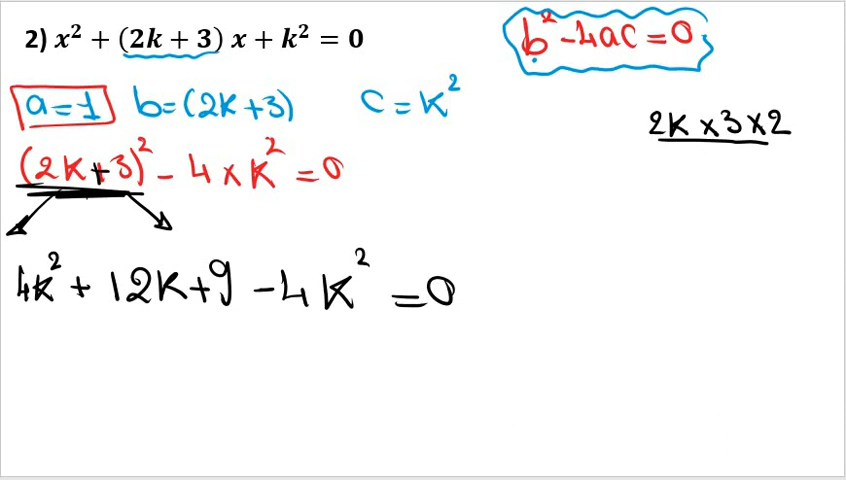 2) x² + (2k + 3) x + k² = 0
b² - 4ac = 0
a = 1 b = (2K+3) c = K²
2K × 3 × 2
(2K+3)² - 4 × K² = 0
4K² + 12K + 9 - 4K² = 0